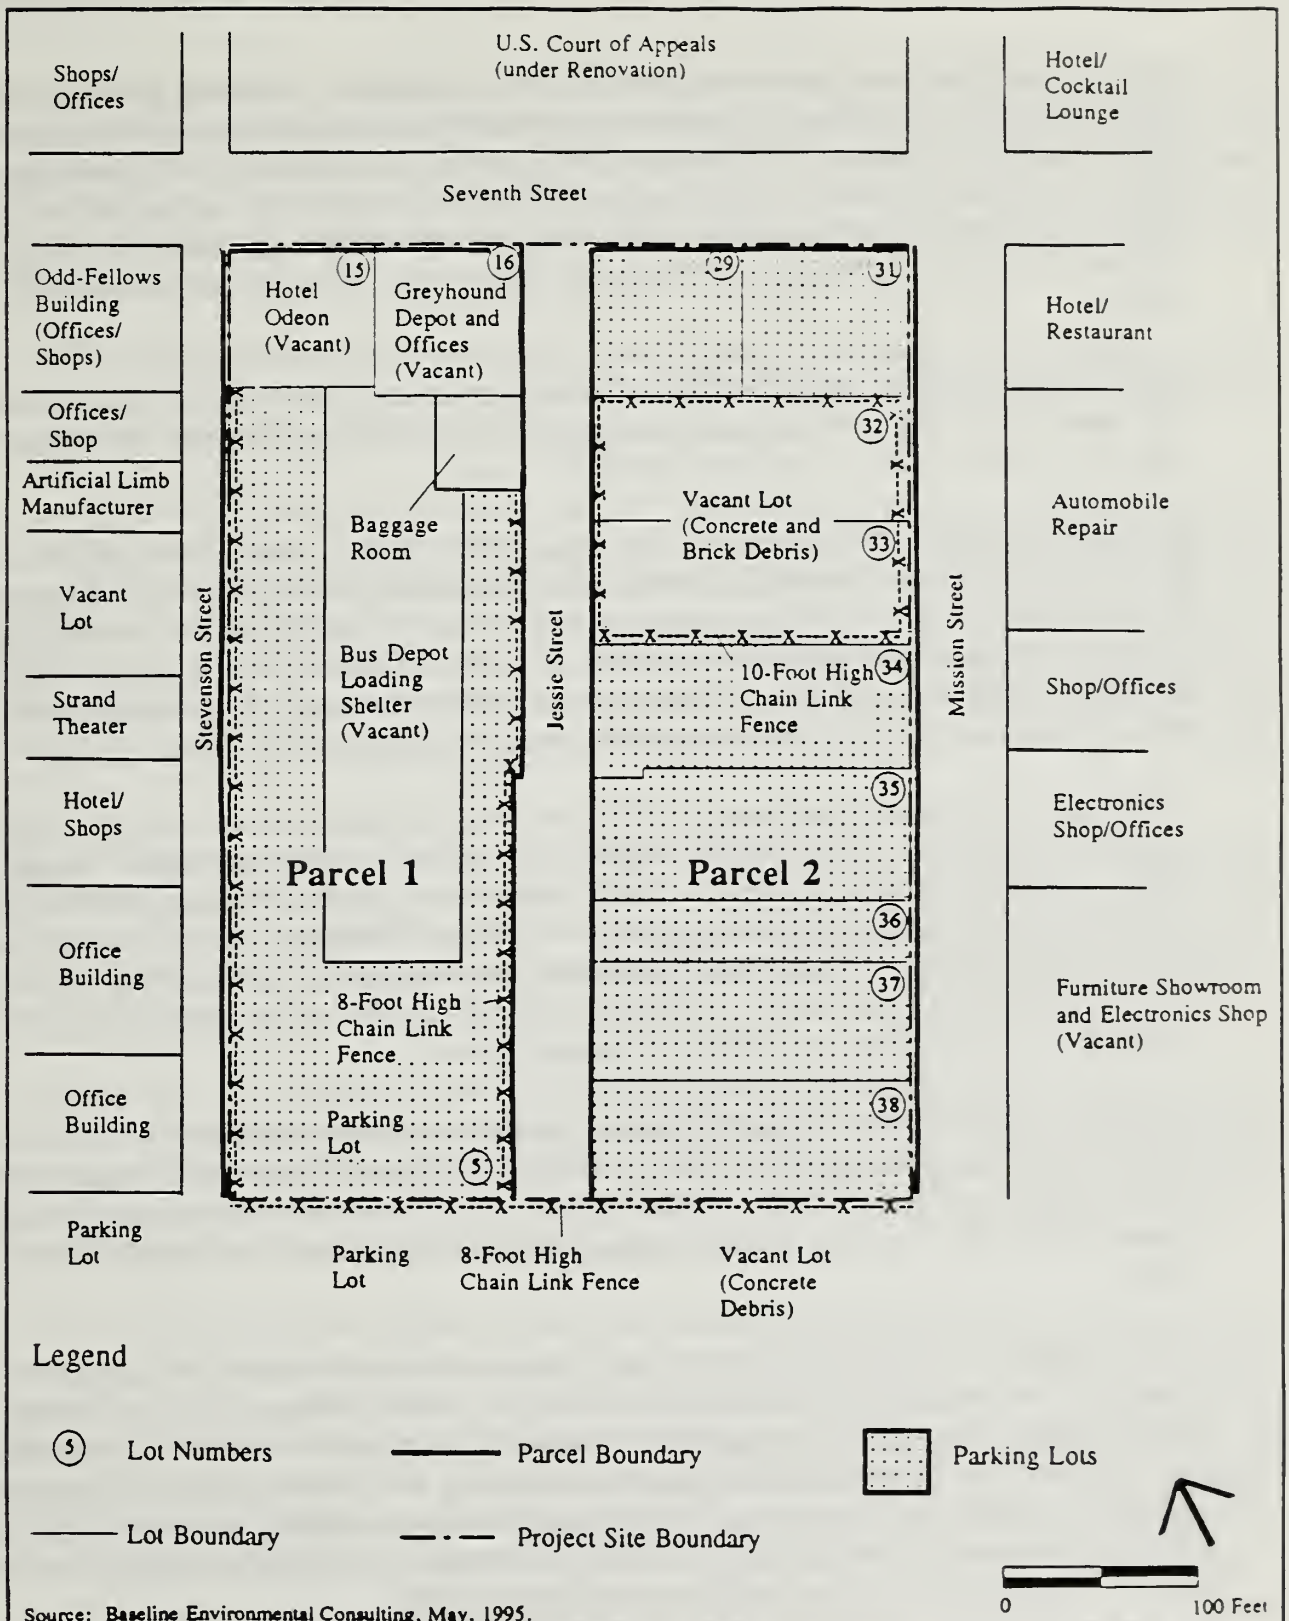 U.S. Court of Appeals
(under Renovation)
Shops/
Offices
Hotel/
Cocktail
Lounge
Seventh Street
Odd-Fellows
Building
(Offices/
Shops)
15
Hotel
Odeon
(Vacant)
16
Greyhound
Depot and
Offices
(Vacant)
29
31
Hotel/
Restaurant
Offices/
Shop
Artificial Limb
Manufacturer
Baggage
Room
32
Vacant Lot
(Concrete and
Brick Debris)
33
Automobile
Repair
Vacant
Lot
Stevenson Street
Bus Depot
Loading
Shelter
(Vacant)
Jessie Street
10-Foot High
Chain Link
Fence
34
Mission Street
Shop/Offices
Strand
Theater
Hotel/
Shops
35
Electronics
Shop/Offices
Parcel 1
Parcel 2
36
Office
Building
37
8-Foot High
Chain Link
Fence
Furniture Showroom
and Electronics Shop
(Vacant)
Office
Building
38
Parking
Lot
5
Parking
Lot
Parking
Lot
8-Foot High
Chain Link Fence
Vacant Lot
(Concrete
Debris)
Legend
5 Lot Numbers
Parcel Boundary
Parking Lots
Lot Boundary
Project Site Boundary
0 100 Feet
Source: Baseline Environmental Consulting, May, 1995.